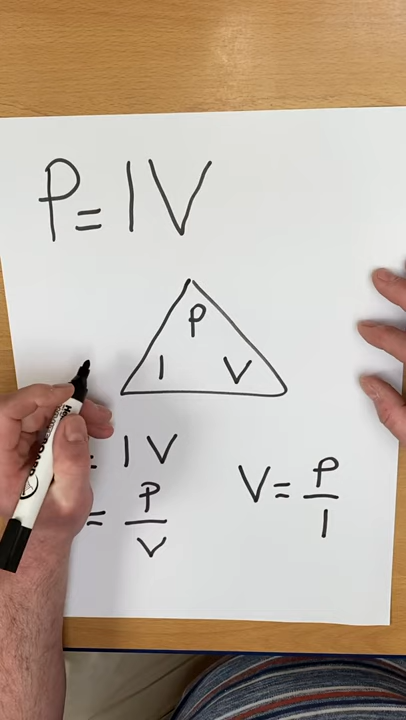 P = IV
P
I V
= IV
= P/V
V = P/I